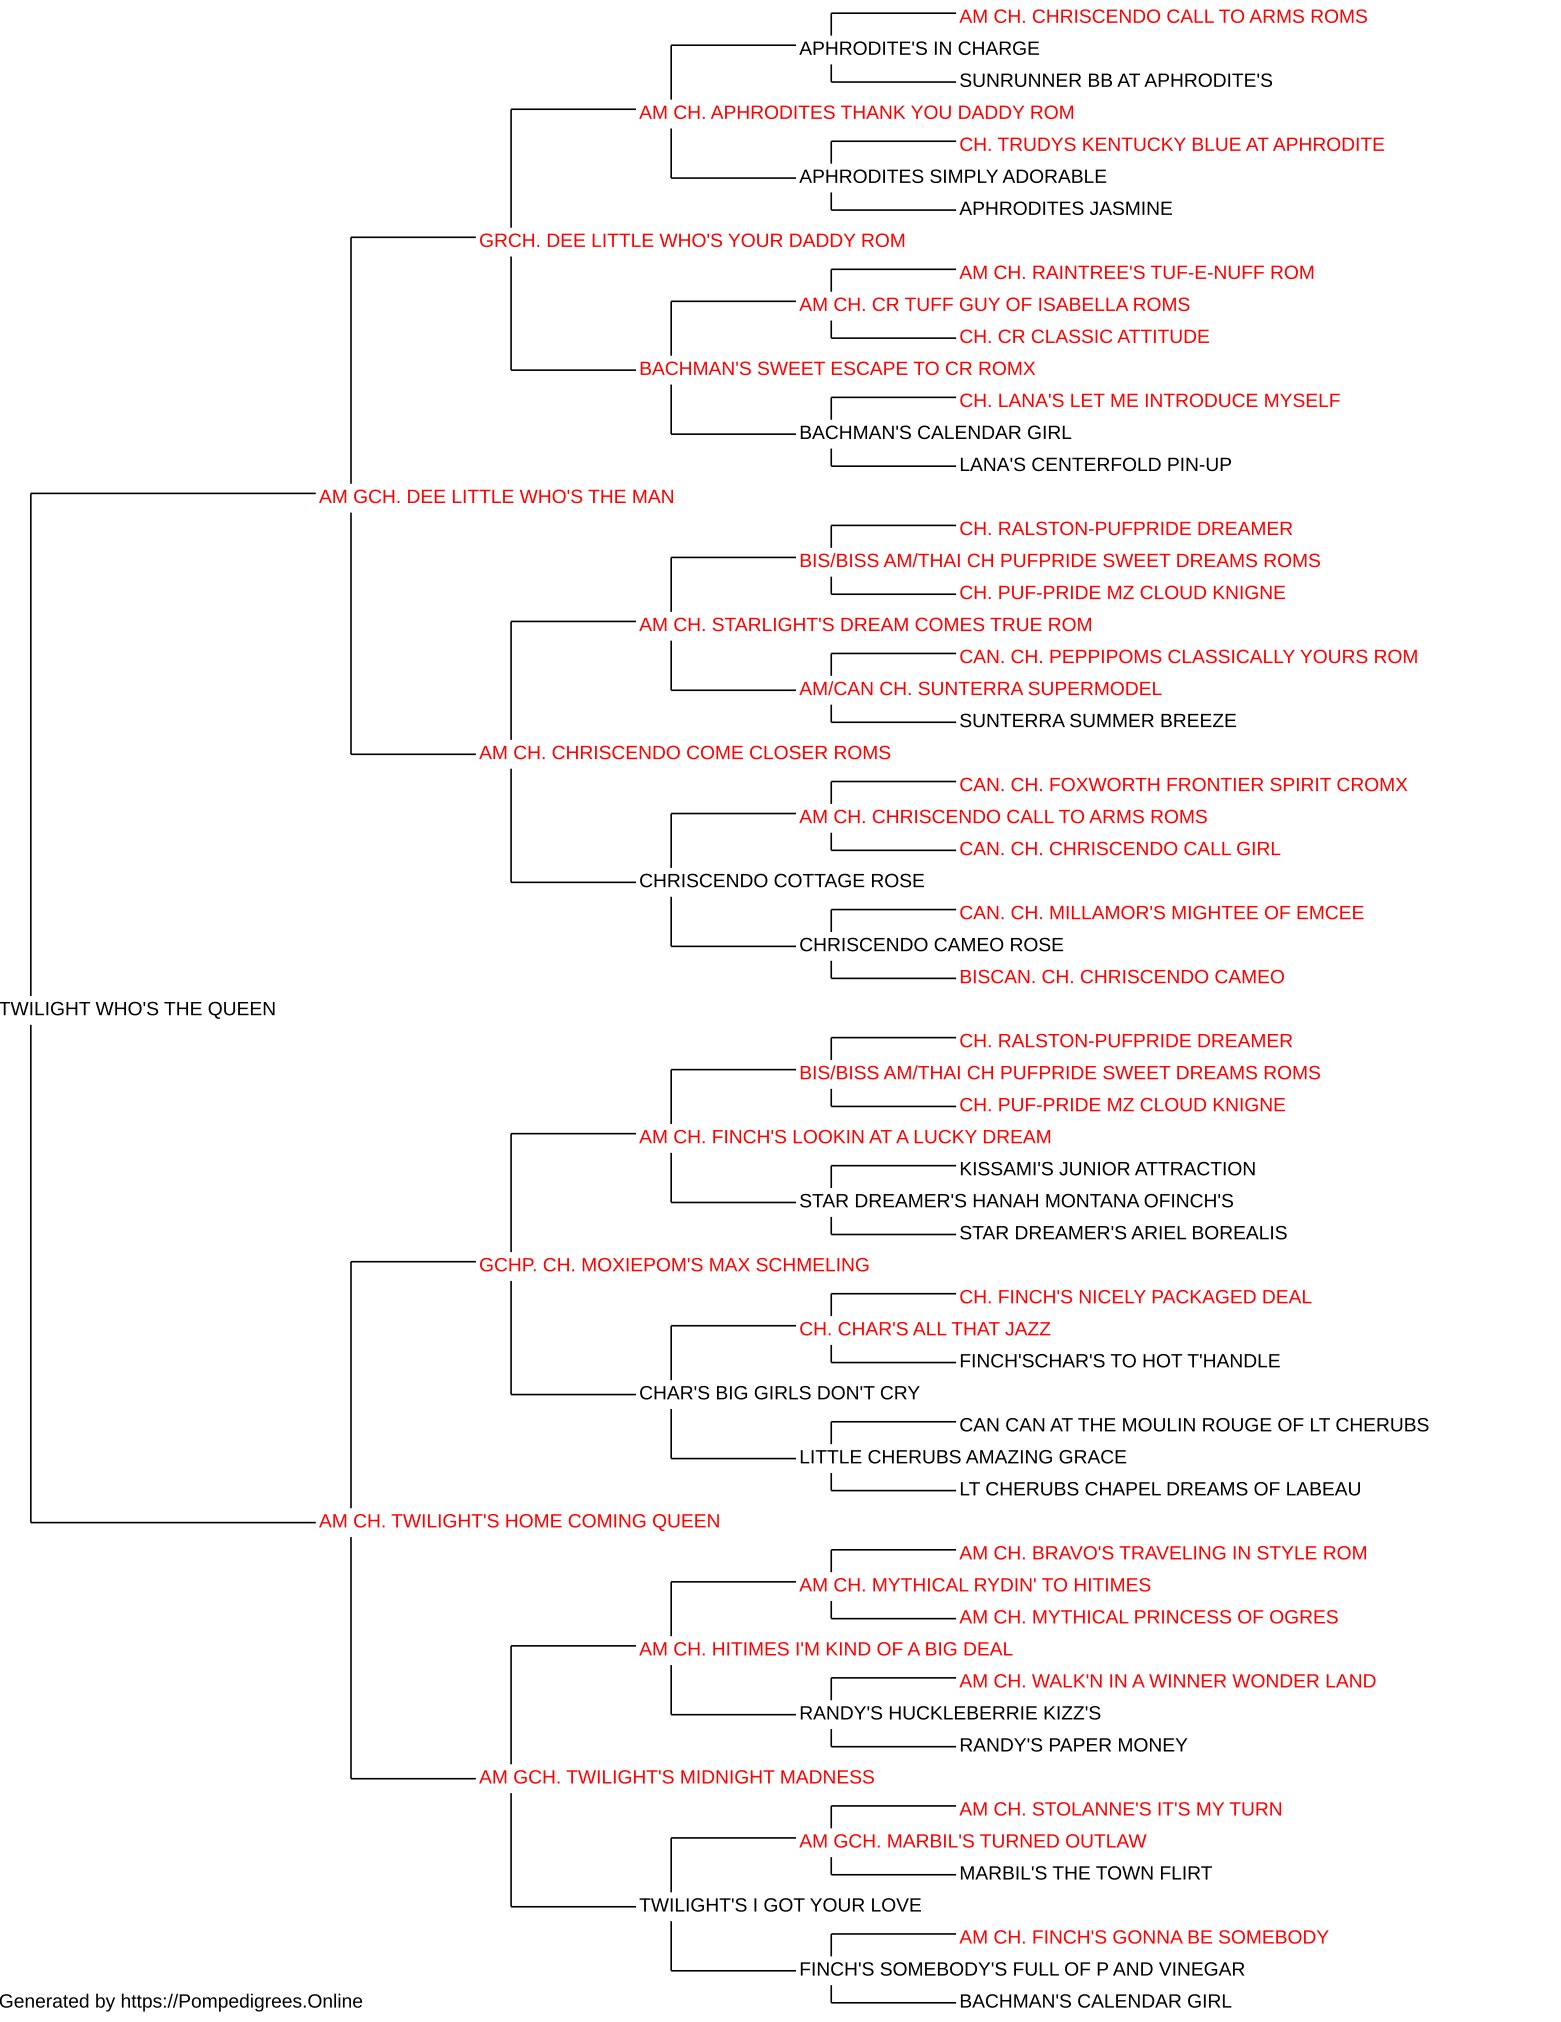 AM CH. CHRISCENDO CALL TO ARMS ROMS
APHRODITE'S IN CHARGE
SUNRUNNER BB AT APHRODITE'S
AM CH. APHRODITES THANK YOU DADDY ROM
CH. TRUDYS KENTUCKY BLUE AT APHRODITE
APHRODITES SIMPLY ADORABLE
APHRODITES JASMINE
GRCH. DEE LITTLE WHO'S YOUR DADDY ROM
AM CH. RAINTREE'S TUF-E-NUFF ROM
AM CH. CR TUFF GUY OF ISABELLA ROMS
CH. CR CLASSIC ATTITUDE
BACHMAN'S SWEET ESCAPE TO CR ROMX
CH. LANA'S LET ME INTRODUCE MYSELF
BACHMAN'S CALENDAR GIRL
LANA'S CENTERFOLD PIN-UP
AM GCH. DEE LITTLE WHO'S THE MAN
CH. RALSTON-PUFPRIDE DREAMER
BIS/BISS AM/THAI CH PUFPRIDE SWEET DREAMS ROMS
CH. PUF-PRIDE MZ CLOUD KNIGNE
AM CH. STARLIGHT'S DREAM COMES TRUE ROM
CAN. CH. PEPPIPOMS CLASSICALLY YOURS ROM
AM/CAN CH. SUNTERRA SUPERMODEL
SUNTERRA SUMMER BREEZE
AM CH. CHRISCENDO COME CLOSER ROMS
CAN. CH. FOXWORTH FRONTIER SPIRIT CROMX
AM CH. CHRISCENDO CALL TO ARMS ROMS
CAN. CH. CHRISCENDO CALL GIRL
CHRISCENDO COTTAGE ROSE
CAN. CH. MILLAMOR'S MIGHTEE OF EMCEE
CHRISCENDO CAMEO ROSE
BISCAN. CH. CHRISCENDO CAMEO
TWILIGHT WHO'S THE QUEEN
CH. RALSTON-PUFPRIDE DREAMER
BIS/BISS AM/THAI CH PUFPRIDE SWEET DREAMS ROMS
CH. PUF-PRIDE MZ CLOUD KNIGNE
AM CH. FINCH'S LOOKIN AT A LUCKY DREAM
KISSAMI'S JUNIOR ATTRACTION
STAR DREAMER'S HANAH MONTANA OFINCH'S
STAR DREAMER'S ARIEL BOREALIS
GCHP. CH. MOXIEPOM'S MAX SCHMELING
CH. FINCH'S NICELY PACKAGED DEAL
CH. CHAR'S ALL THAT JAZZ
FINCH'SCHAR'S TO HOT T'HANDLE
CHAR'S BIG GIRLS DON'T CRY
CAN CAN AT THE MOULIN ROUGE OF LT CHERUBS
LITTLE CHERUBS AMAZING GRACE
LT CHERUBS CHAPEL DREAMS OF LABEAU
AM CH. TWILIGHT'S HOME COMING QUEEN
AM CH. BRAVO'S TRAVELING IN STYLE ROM
AM CH. MYTHICAL RYDIN' TO HITIMES
AM CH. MYTHICAL PRINCESS OF OGRES
AM CH. HITIMES I'M KIND OF A BIG DEAL
AM CH. WALK'N IN A WINNER WONDER LAND
RANDY'S HUCKLEBERRIE KIZZ'S
RANDY'S PAPER MONEY
AM GCH. TWILIGHT'S MIDNIGHT MADNESS
AM CH. STOLANNE'S IT'S MY TURN
AM GCH. MARBIL'S TURNED OUTLAW
MARBIL'S THE TOWN FLIRT
TWILIGHT'S I GOT YOUR LOVE
AM CH. FINCH'S GONNA BE SOMEBODY
FINCH'S SOMEBODY'S FULL OF P AND VINEGAR
BACHMAN'S CALENDAR GIRL
Generated by https://Pompedigrees.Online